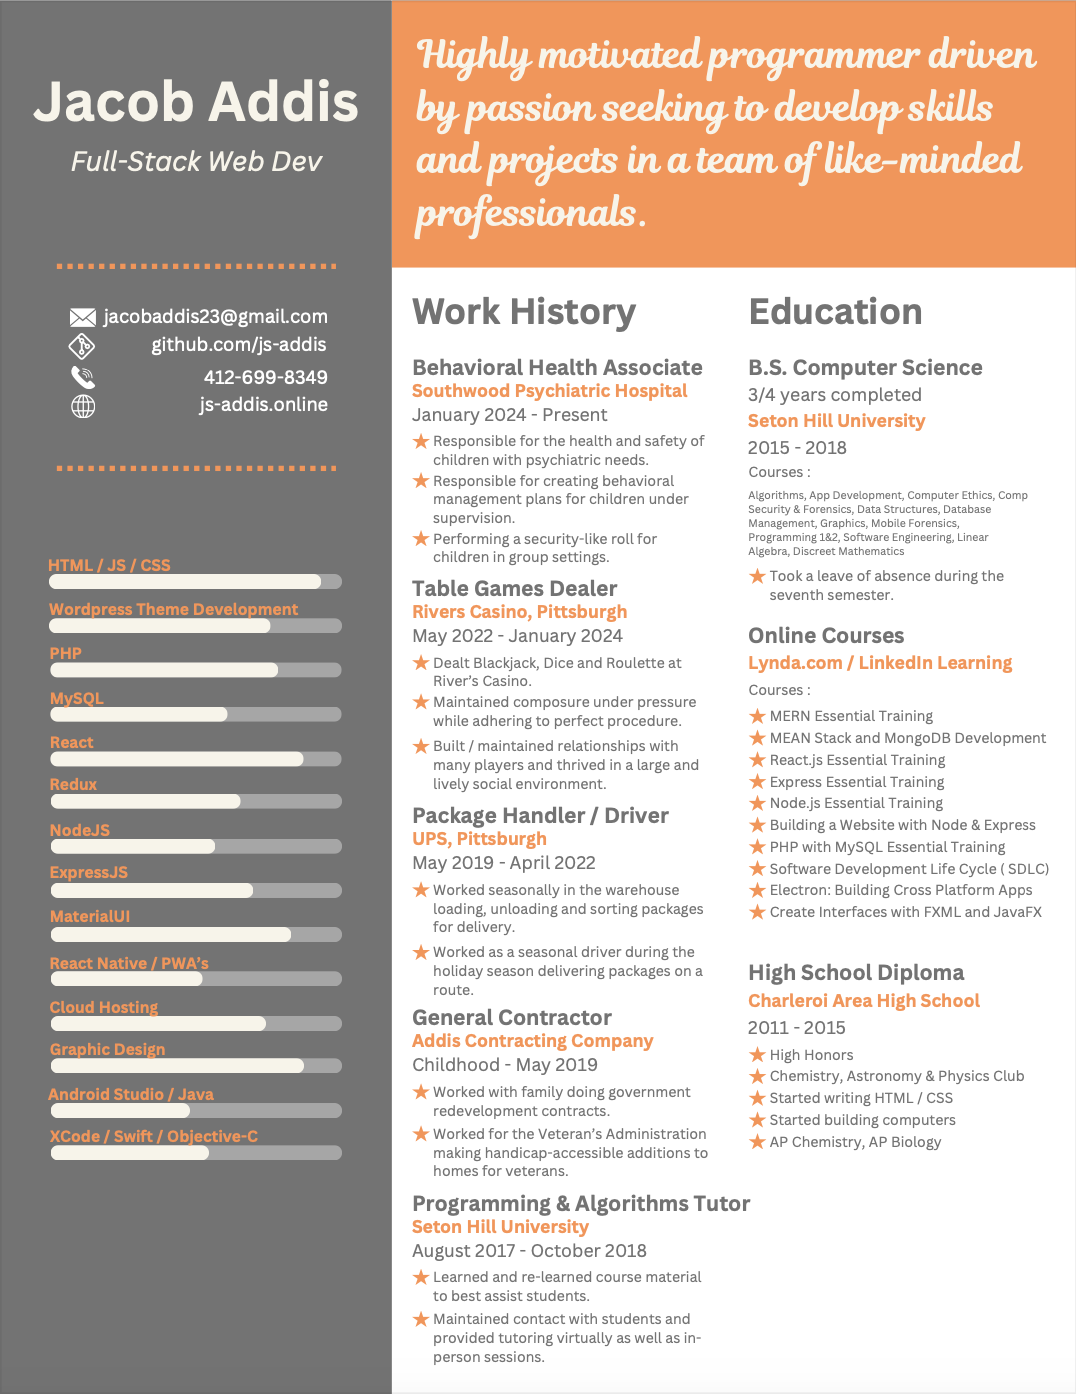 Jacob Addis
Full-Stack Web Dev
jacobaddis23@gmail.com
github.com/js-addis
412-699-8349
js-addis.online
HTML / JS / CSS
Wordpress Theme Development
PHP
MySQL
React
Redux
NodeJS
ExpressJS
MaterialUI
React Native / PWA's
Cloud Hosting
Graphic Design
Android Studio / Java
XCode / Swift / Objective-C
Highly motivated programmer driven
by passion seeking to develop skills
and projects in a team of like-minded
professionals.
Work History
Behavioral Health Associate
Southwood Psychiatric Hospital
January 2024 - Present
Responsible for the health and safety of
children with psychiatric needs.
Responsible for creating behavioral
management plans for children under
supervision.
Performing a security-like roll for
children in group settings.
Table Games Dealer
Rivers Casino, Pittsburgh
May 2022 - January 2024
Dealt Blackjack, Dice and Roulette at
River's Casino.
Maintained composure under pressure
while adhering to perfect procedure.
Built / maintained relationships with
many players and thrived in a large and
lively social environment.
Package Handler / Driver
UPS, Pittsburgh
May 2019 - April 2022
Worked seasonally in the warehouse
loading, unloading and sorting packages
for delivery.
Worked as a seasonal driver during the
holiday season delivering packages on a
route.
General Contractor
Addis Contracting Company
Childhood - May 2019
Worked with family doing government
redevelopment contracts.
Worked for the Veteran's Administration
making handicap-accessible additions to
homes for veterans.
Programming & Algorithms Tutor
Seton Hill University
August 2017 - October 2018
Learned and re-learned course material
to best assist students.
Maintained contact with students and
provided tutoring virtually as well as in-
person sessions.
Education
B.S. Computer Science
3/4 years completed
Seton Hill University
2015 - 2018
Courses :
Algorithms, App Development, Computer Ethics, Comp
Security & Forensics, Data Structures, Database
Management, Graphics, Mobile Forensics,
Programming 1&2, Software Engineering, Linear
Algebra, Discreet Mathematics
Took a leave of absence during the
seventh semester.
Online Courses
Lynda.com / LinkedIn Learning
Courses :
MERN Essential Training
MEAN Stack and MongoDB Development
React.js Essential Training
Express Essential Training
Node.js Essential Training
Building a Website with Node & Express
PHP with MySQL Essential Training
Software Development Life Cycle ( SDLC)
Electron: Building Cross Platform Apps
Create Interfaces with FXML and JavaFX
High School Diploma
Charleroi Area High School
2011 - 2015
High Honors
Chemistry, Astronomy & Physics Club
Started writing HTML / CSS
Started building computers
AP Chemistry, AP Biology